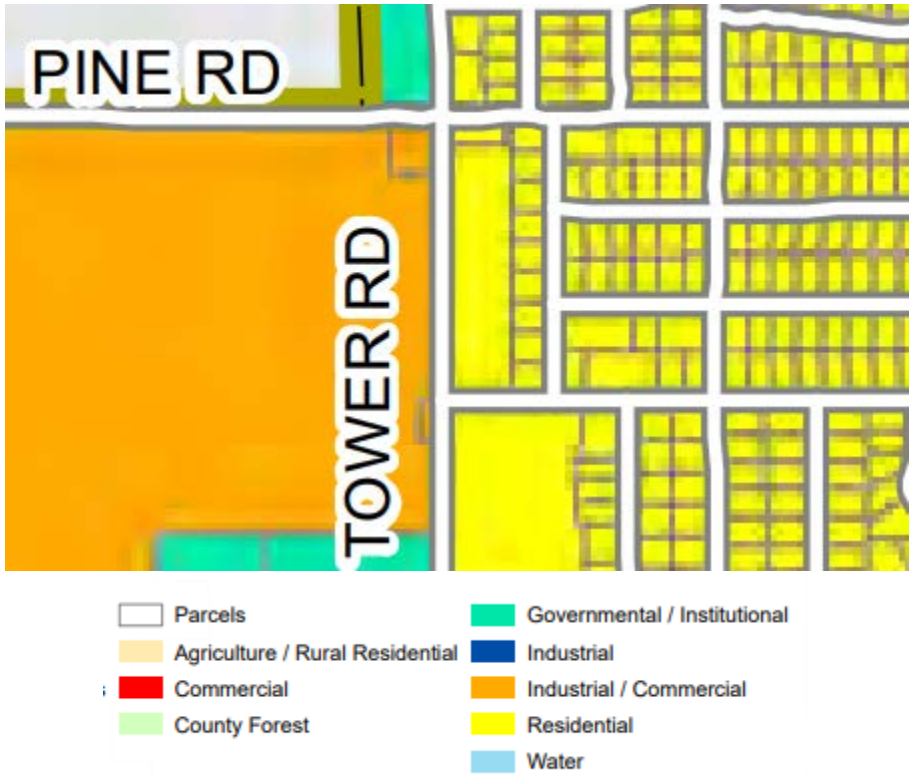 PINE RD
TOWER RD
Parcels
Agriculture / Rural Residential
s Commercial
County Forest
Governmental / Institutional
Industrial
Industrial / Commercial
Residential
Water